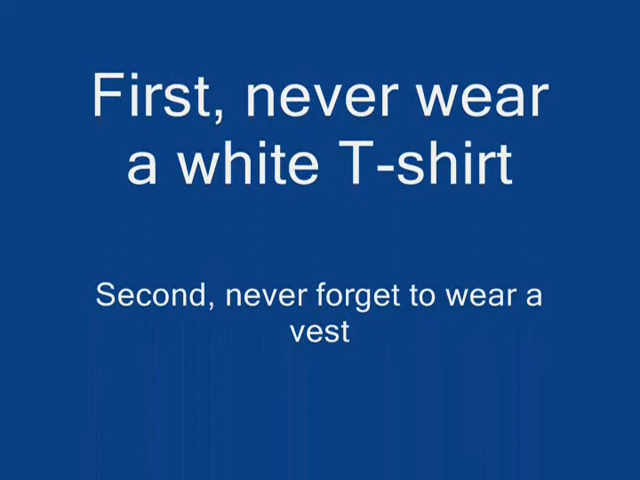 First, never wear
a white T-shirt
Second, never forget to wear a
vest